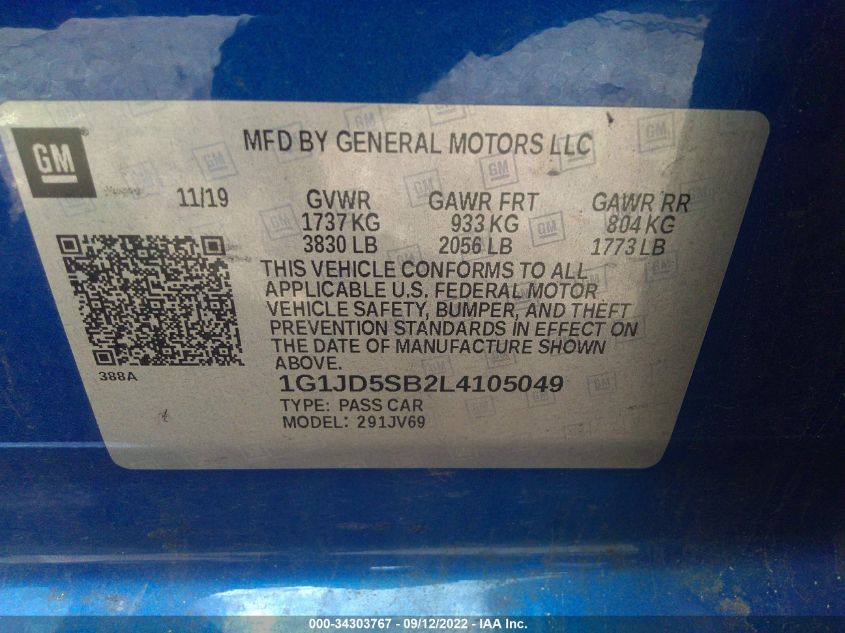 GM
MFD BY GENERAL MOTORS LLC
11/19 GVWR GAWR FRT GAWR RR
1737 KG 933 KG 804 KG
3830 LB 2056 LB 1773 LB
THIS VEHICLE CONFORMS TO ALL
APPLICABLE U.S. FEDERAL MOTOR
VEHICLE SAFETY, BUMPER, AND THEFT
PREVENTION STANDARDS IN EFFECT ON
THE DATE OF MANUFACTURE SHOWN
ABOVE.
388A
1G1JD5SB2L4105049
TYPE: PASS CAR
MODEL: 291JV69
000-34303767 - 09/12/2022 - IAA Inc.